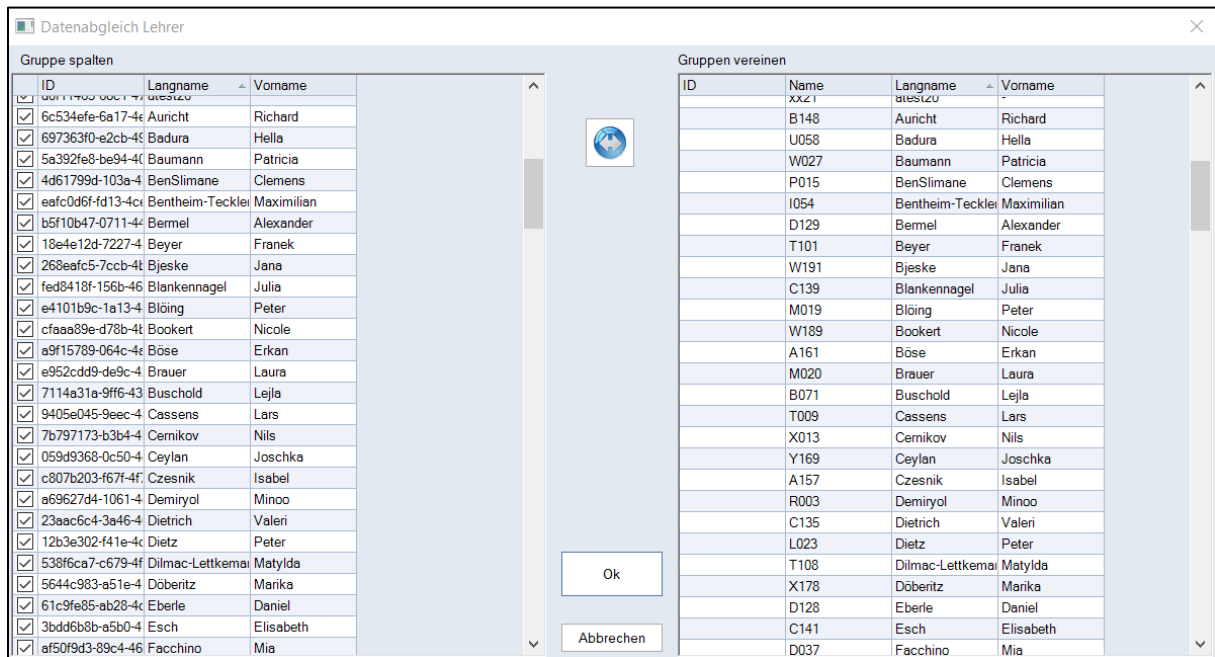 Datenabgleich Lehrer
Gruppe spalten
ID Langname Vorname
atest20
6c534efe-6a17-4e Auricht Richard
697363f0-e2cb-49 Badura Hella
5a392fe8-be94-40 Baumann Patricia
4d61799d-103a-4 BenSlimane Clemens
eafc0d6f-fd13-4ce Bentheim-Teckler Maximilian
b5f10b47-0711-44 Bermel Alexander
18e4e12d-7227-4 Beyer Franek
268eafc5-7ccb-4b Bjeske Jana
fed8418f-156b-46 Blankennagel Julia
e4101b9c-1a13-4 Blöing Peter
cfaaa89e-d78b-4b Bookert Nicole
a9f15789-064c-4a Böse Erkan
e952cdd9-de9c-4 Brauer Laura
7114a31a-9ff6-43 Buschold Lejla
9405e045-9eec-4 Cassens Lars
7b797173-b3b4-4 Cernikov Nils
059d9368-0c50-4 Ceylan Joschka
c807b203-f67f-4f Czesnik Isabel
a69627d4-1061-4 Demiryol Minoo
23aac6c4-3a46-4 Dietrich Valeri
12b3e302-f41e-4c Dietz Peter
538f6ca7-c679-4f Dilmac-Lettkemar Matylda
5644c983-a51e-4 Döberitz Marika
61c9fe85-ab28-4c Eberle Daniel
3bdd6b8b-a5b0-4 Esch Elisabeth
af50f9d3-89c4-46 Facchino Mia
Ok
Abbrechen
Gruppen vereinen
ID Name Langname Vorname
xx21 atest20 -
B148 Auricht Richard
U058 Badura Hella
W027 Baumann Patricia
P015 BenSlimane Clemens
I054 Bentheim-Teckler Maximilian
D129 Bermel Alexander
T101 Beyer Franek
W191 Bjeske Jana
C139 Blankennagel Julia
M019 Blöing Peter
W189 Bookert Nicole
A161 Böse Erkan
M020 Brauer Laura
B071 Buschold Lejla
T009 Cassens Lars
X013 Cernikov Nils
Y169 Ceylan Joschka
A157 Czesnik Isabel
R003 Demiryol Minoo
C135 Dietrich Valeri
L023 Dietz Peter
T108 Dilmac-Lettkemar Matylda
X178 Döberitz Marika
D128 Eberle Daniel
C141 Esch Elisabeth
D037 Facchino Mia